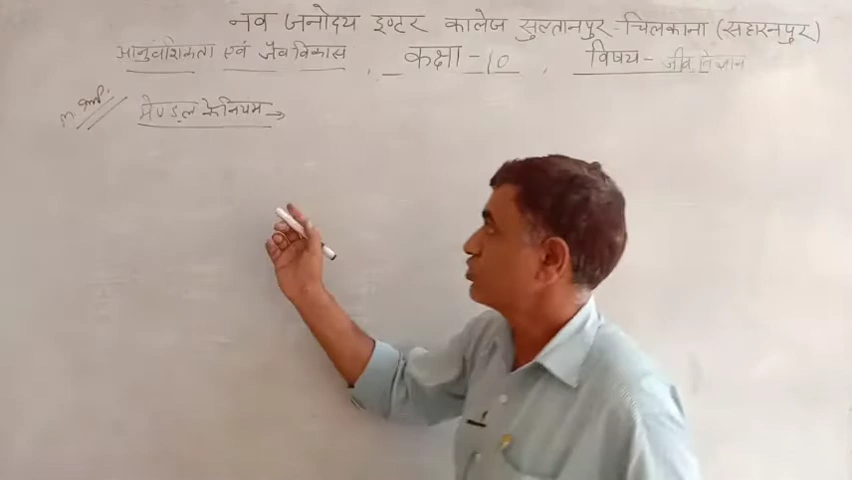 नव जनोदय इण्टर कालेज सुल्तानपुर-चिलकाना (सहारनपुर)
आनुवंशिकता एवं जैव विकास, कक्षा-10, विषय- जीव विज्ञान
मेण्डल के नियम →